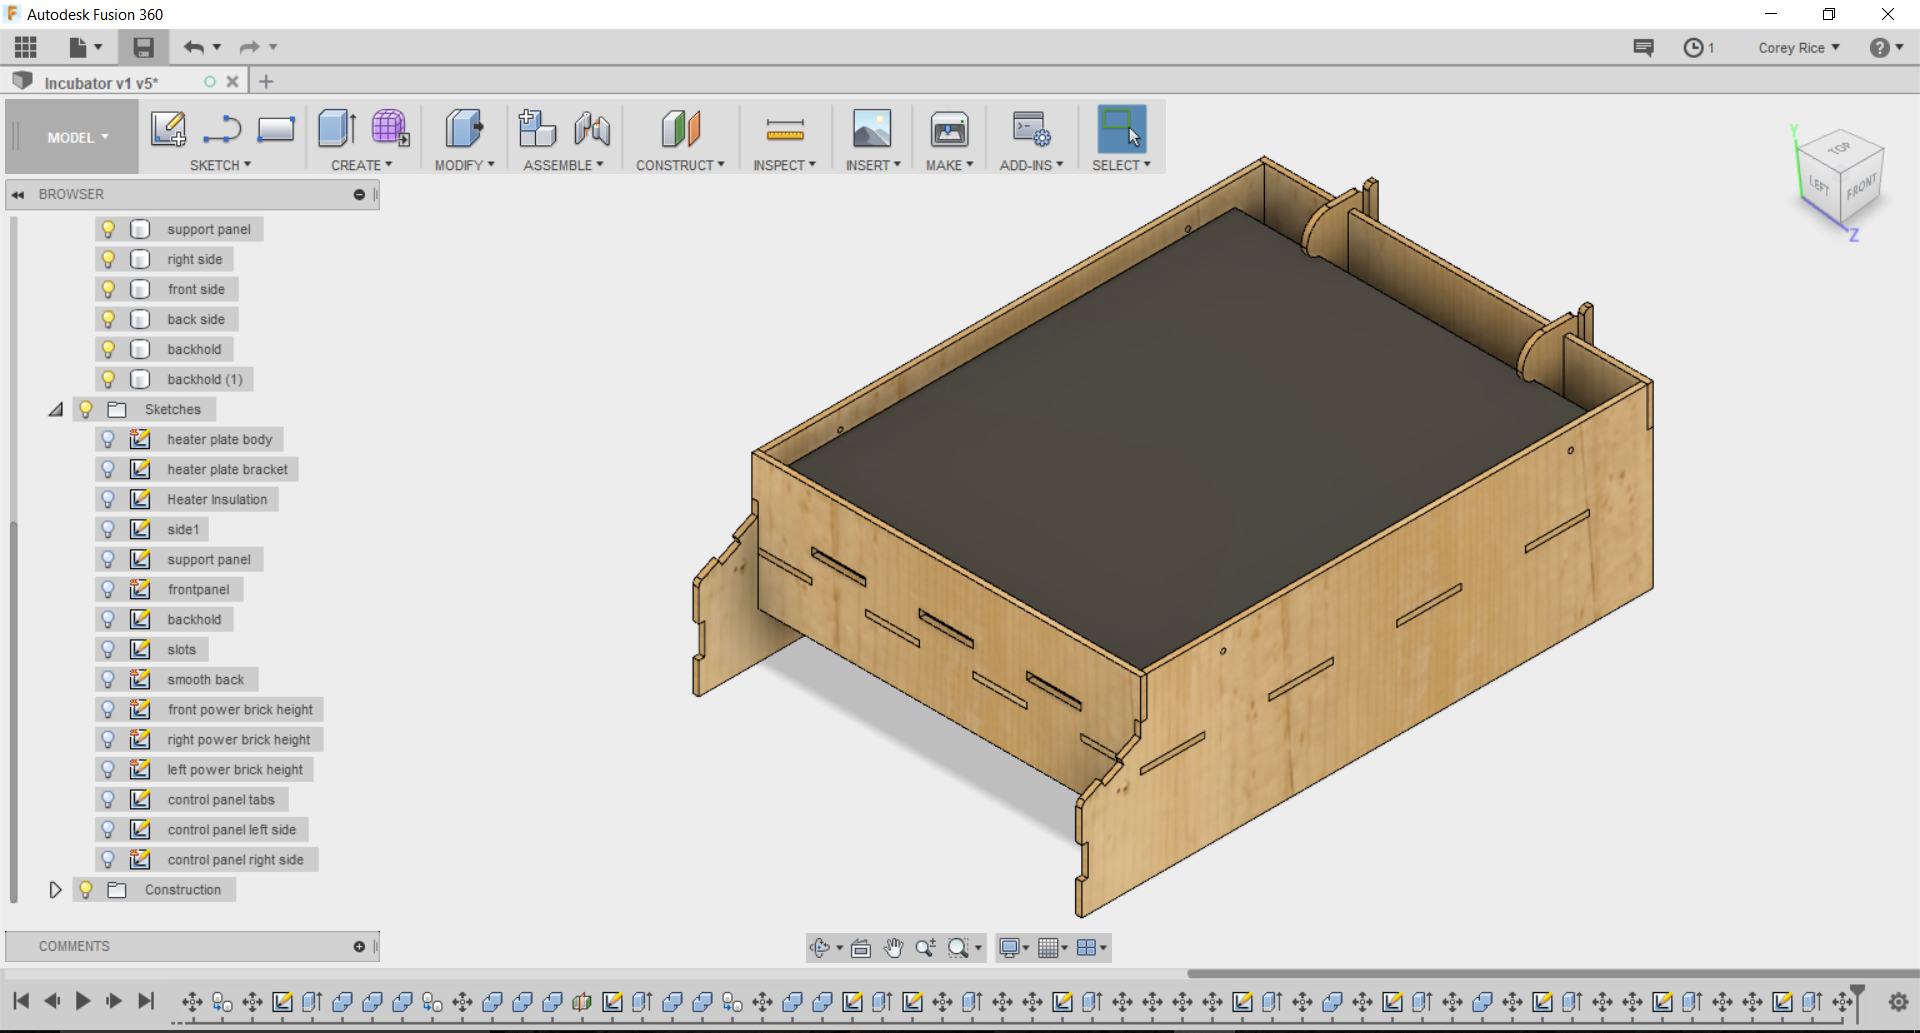 Autodesk Fusion 360
1
Corey Rice
Incubator v1 v5*
MODEL
SKETCH
CREATE
MODIFY
ASSEMBLE
CONSTRUCT
INSPECT
INSERT
MAKE
ADD-INS
SELECT
Y
TOP
LEFT
FRONT
Z
BROWSER
support panel
right side
front side
back side
backhold
backhold (1)
Sketches
heater plate body
heater plate bracket
Heater Insulation
side1
support panel
frontpanel
backhold
slots
smooth back
front power brick height
right power brick height
left power brick height
control panel tabs
control panel left side
control panel right side
Construction
COMMENTS